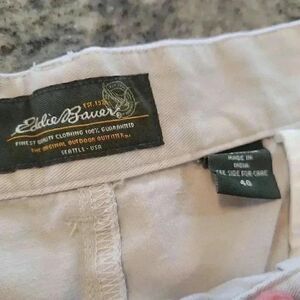 EST. 1920
Eddie Bauer
FINEST QUALITY CLOTHING 100% GUARANTEED
THE ORIGINAL OUTDOOR OUTFITTER
SEATTLE - USA
MADE IN
INDIA
SEE SIDE FOR CARE
40